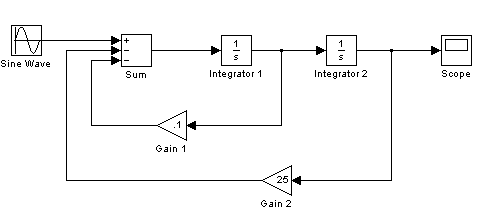 Sine Wave
+
−
−
Sum
1
s
Integrator 1
1
s
Integrator 2
Scope
.1
Gain 1
25
Gain 2